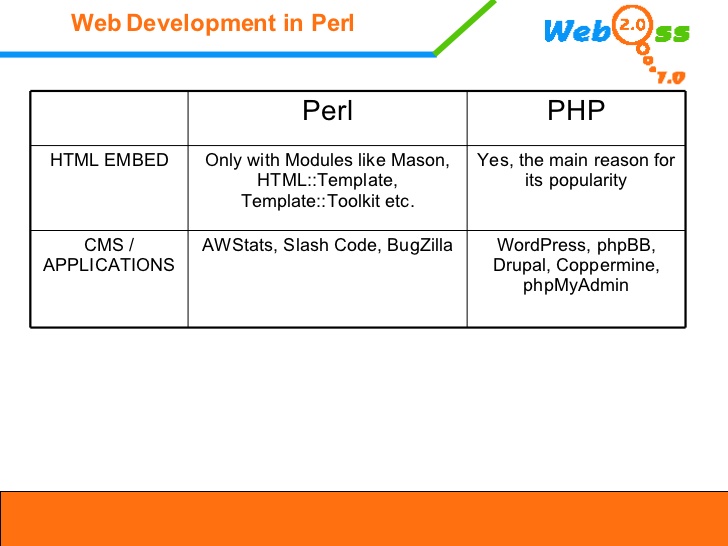 Web Development in Perl
Web 2.0 ss
1.0
Perl
PHP
HTML EMBED
Only with Modules like Mason,
HTML::Template,
Template::Toolkit etc.
Yes, the main reason for
its popularity
CMS /
APPLICATIONS
AWStats, Slash Code, BugZilla
WordPress, phpBB,
Drupal, Coppermine,
phpMyAdmin